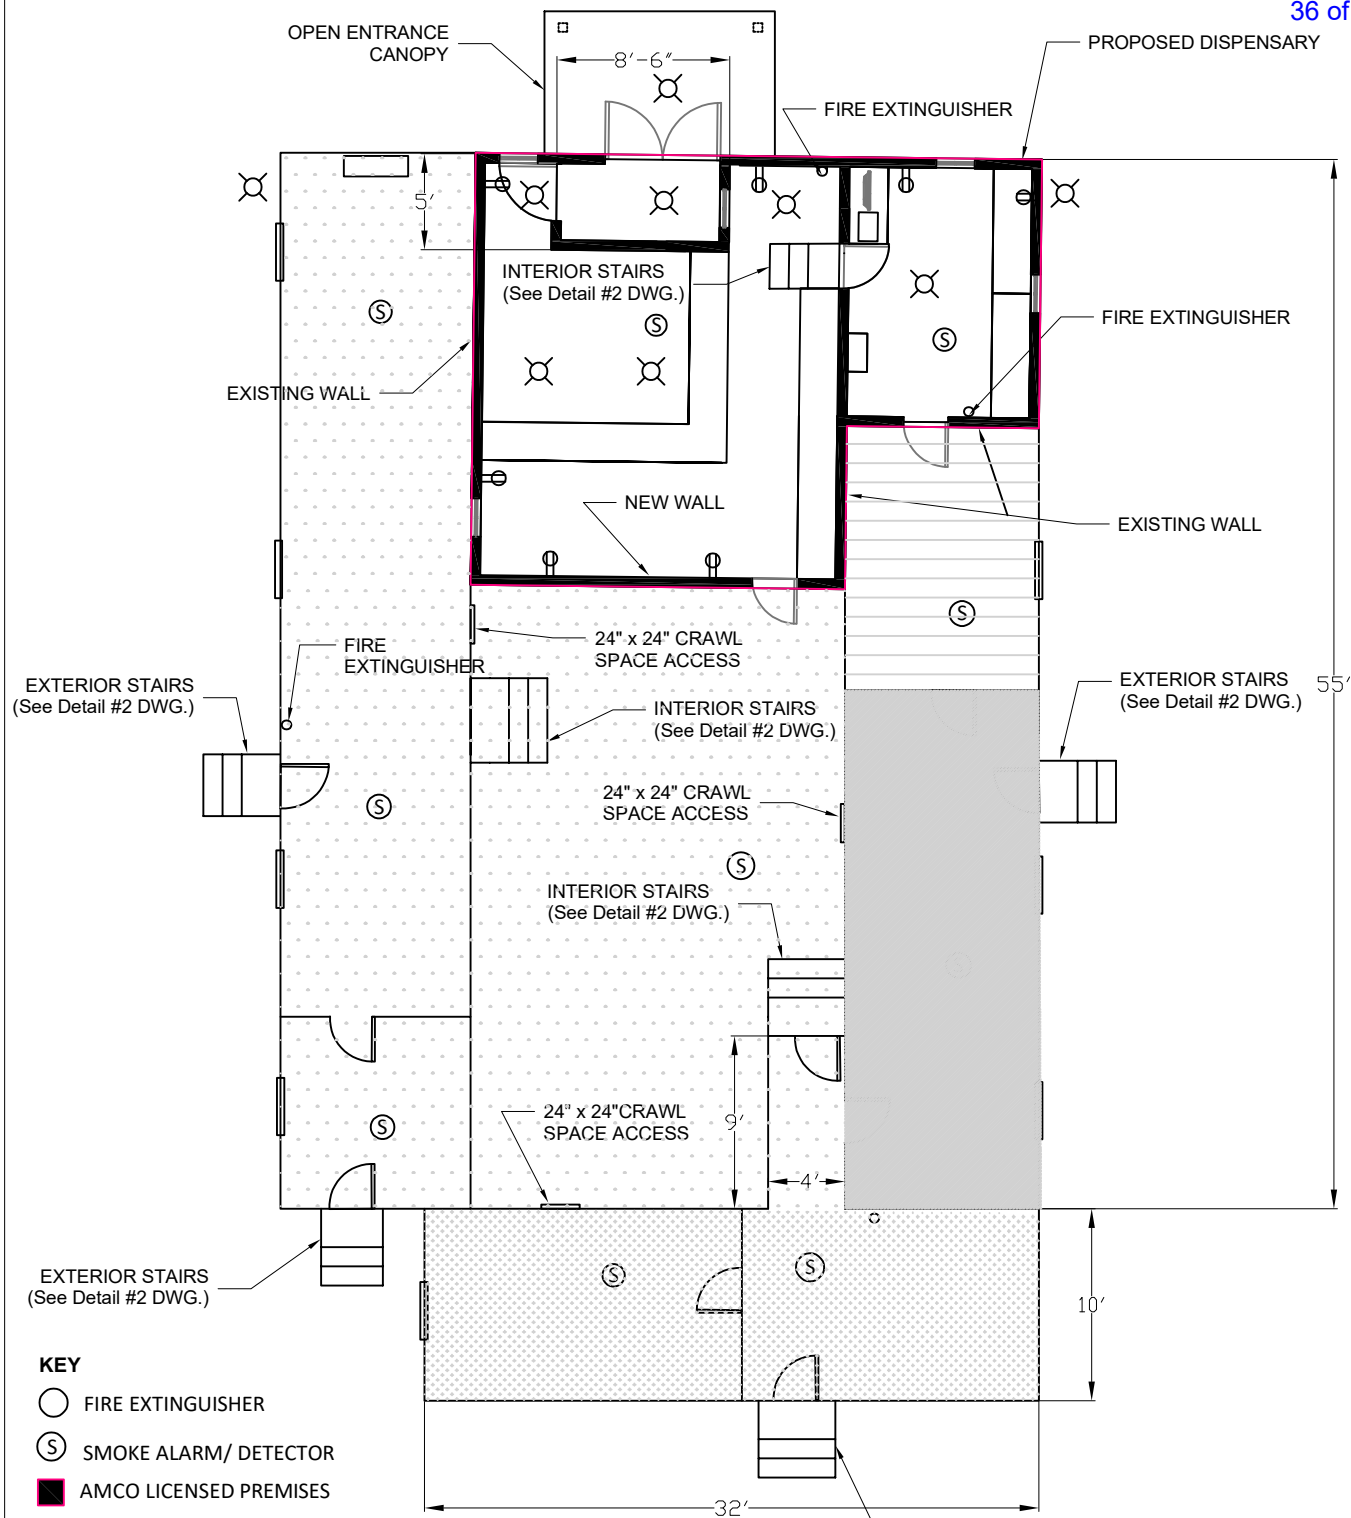 36 of
OPEN ENTRANCE
CANOPY
8'-6"
PROPOSED DISPENSARY
FIRE EXTINGUISHER
5'
INTERIOR STAIRS
(See Detail #2 DWG.)
S
S
S
FIRE EXTINGUISHER
EXISTING WALL
NEW WALL
EXISTING WALL
S
24" x 24" CRAWL
SPACE ACCESS
FIRE
EXTINGUISHER
EXTERIOR STAIRS
(See Detail #2 DWG.)
INTERIOR STAIRS
(See Detail #2 DWG.)
EXTERIOR STAIRS
(See Detail #2 DWG.)
55'
24" x 24" CRAWL
SPACE ACCESS
S
S
INTERIOR STAIRS
(See Detail #2 DWG.)
S
24" x 24"CRAWL
SPACE ACCESS
9'
S
4'
EXTERIOR STAIRS
(See Detail #2 DWG.)
S
S
10'
KEY
FIRE EXTINGUISHER
S SMOKE ALARM/ DETECTOR
AMCO LICENSED PREMISES
32'